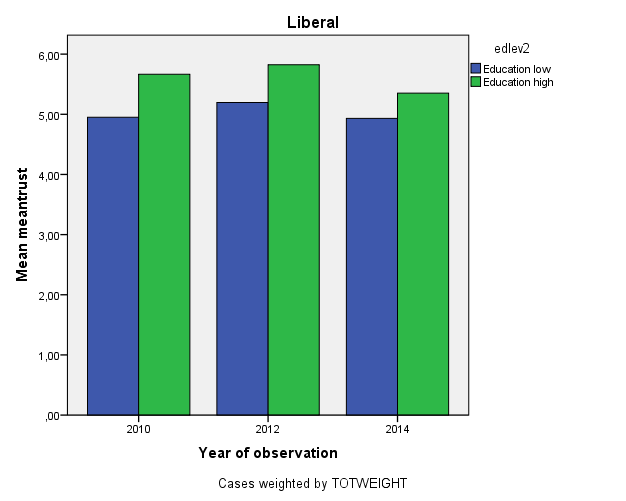 Liberal
edlev2
Education low
Education high
Mean meantrust
6,00
5,00
4,00
3,00
2,00
1,00
,00
2010 2012 2014
Year of observation
Cases weighted by TOTWEIGHT